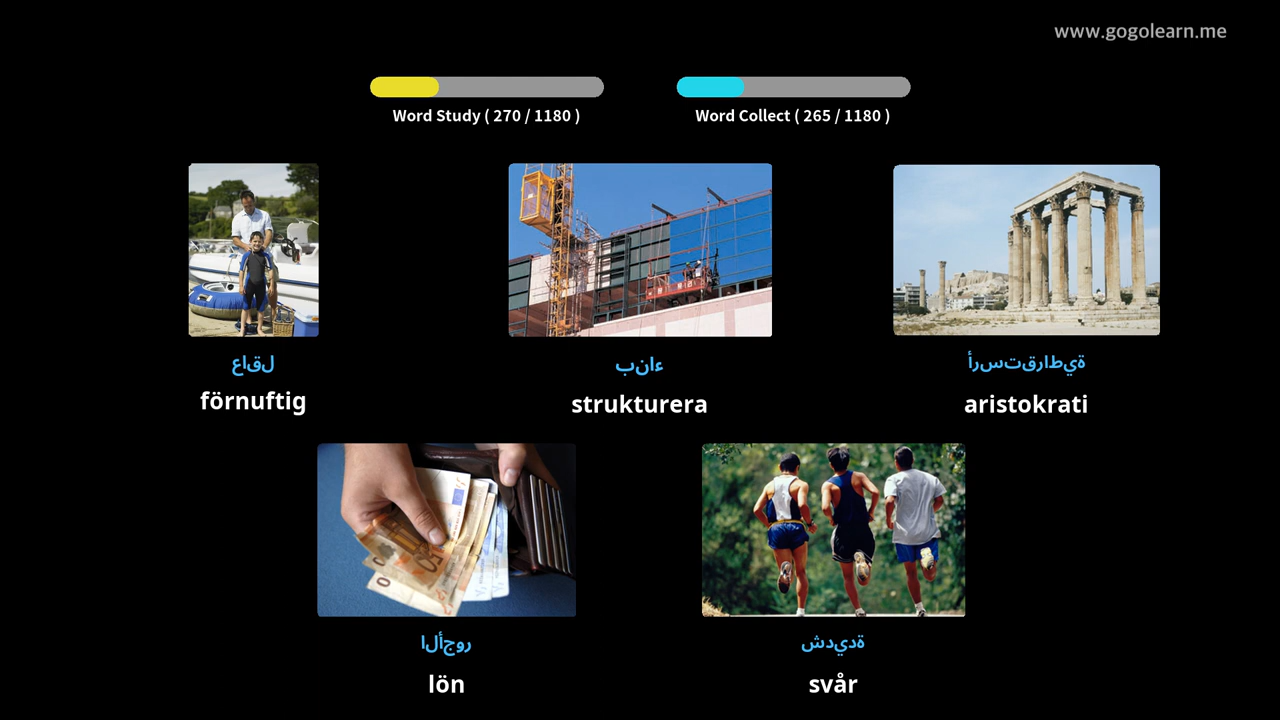 www.gogolearn.me
Word Study ( 270 / 1180 )
Word Collect ( 265 / 1180 )
عاقل
förnuftig
بناء
strukturera
أرستقراطية
aristokrati
الأجور
lön
شديدة
svår